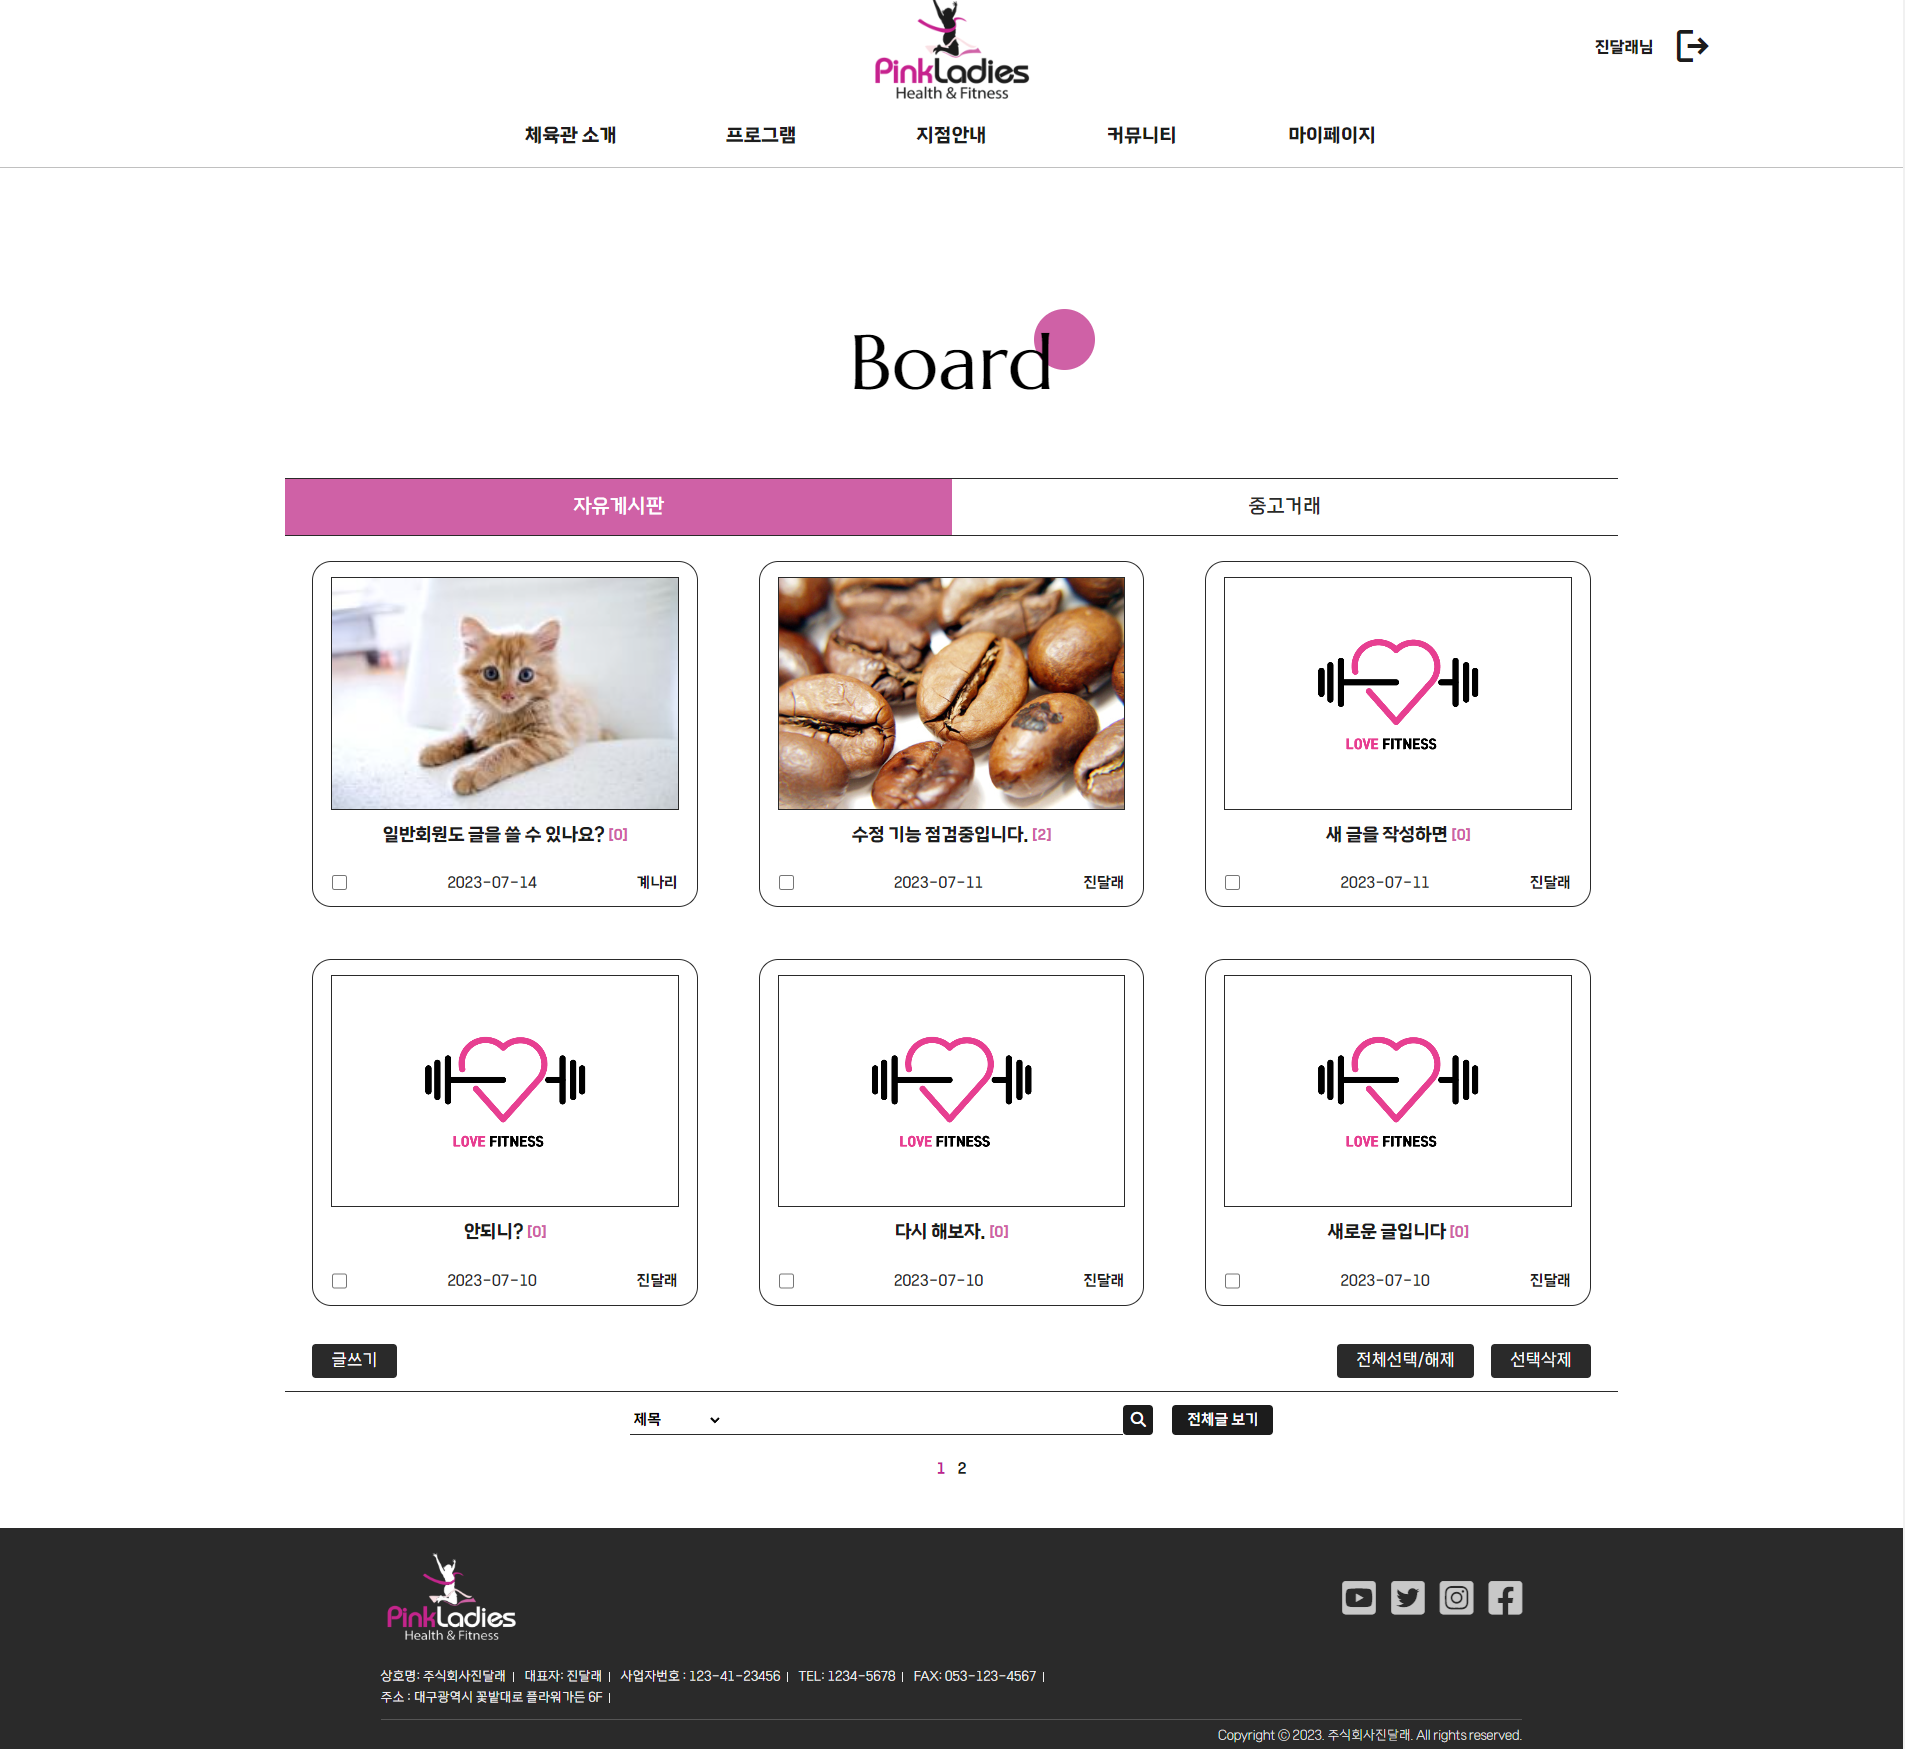 PinkLadies
Health & Fitness
진달래님
체육관 소개
프로그램
지점안내
커뮤니티
마이페이지
Board
자유게시판
중고거래
일반회원도 글을 쓸 수 있나요? [0]
2023-07-14
계나리
수정 기능 점검중입니다. [2]
2023-07-11
진달래
LOVE FITNESS
새 글을 작성하면 [0]
2023-07-11
진달래
LOVE FITNESS
안되니? [0]
2023-07-10
진달래
LOVE FITNESS
다시 해보자. [0]
2023-07-10
진달래
LOVE FITNESS
새로운 글입니다 [0]
2023-07-10
진달래
글쓰기
전체선택/해제
선택삭제
제목
전체글 보기
1 2
PinkLadies
Health & Fitness
상호명: 주식회사진달래 | 대표자: 진달래 | 사업자번호 : 123-41-23456 | TEL: 1234-5678 | FAX: 053-123-4567 |
주소 : 대구광역시 꽃밭대로 플라워가든 6F |
Copyright © 2023. 주식회사진달래. All rights reserved.